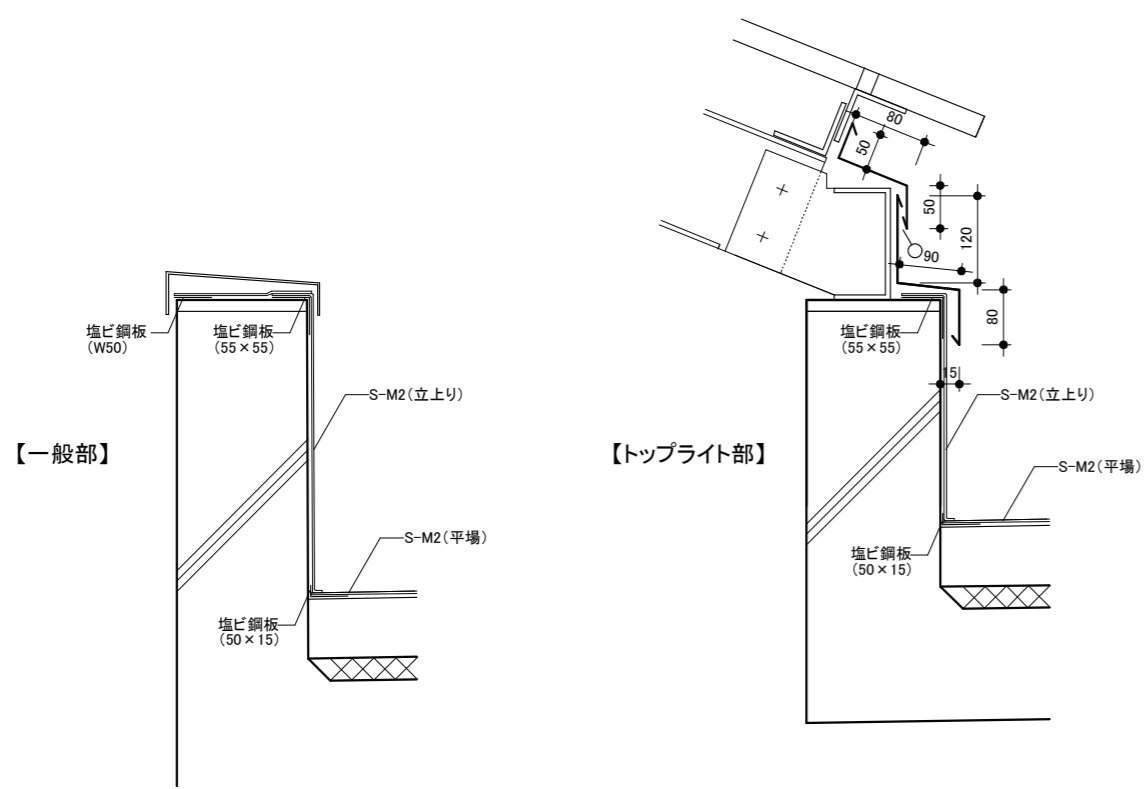 【一般部】
塩ビ鋼板
(W50)
塩ビ鋼板
(55×55)
S-M2(立上り)
S-M2(平場)
塩ビ鋼板
(50×15)
【トップライト部】
80
50
50
120
90
80
塩ビ鋼板
(55×55)
15
S-M2(立上り)
S-M2(平場)
塩ビ鋼板
(50×15)